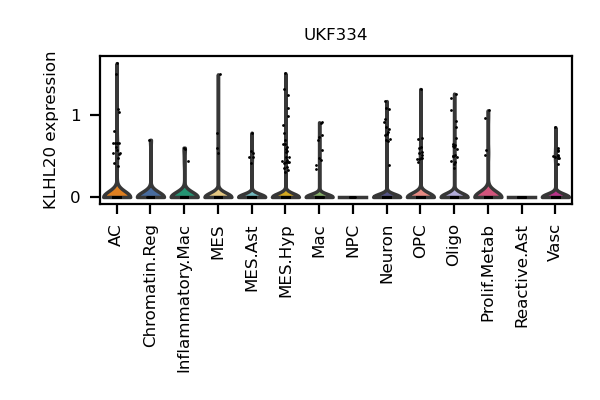 UKF334
KLHL20 expression
1
0
AC
Chromatin.Reg
Inflammatory.Mac
MES
MES.Ast
MES.Hyp
Mac
NPC
Neuron
OPC
Oligo
Prolif.Metab
Reactive.Ast
Vasc